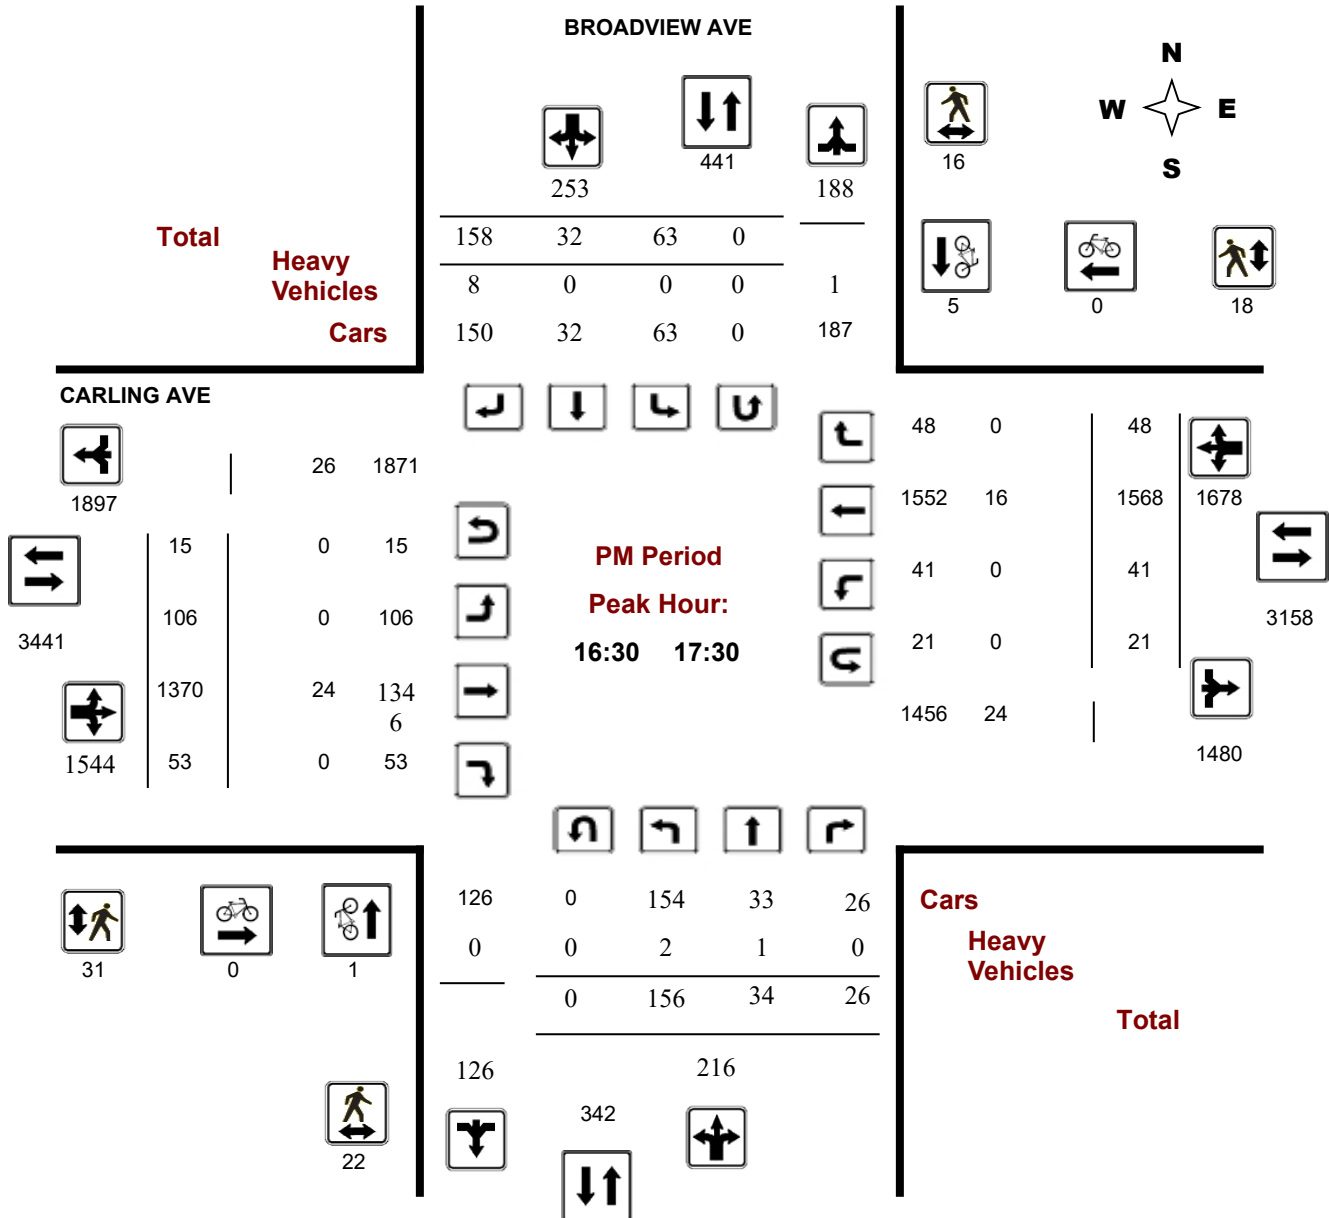 BROADVIEW AVE
N
W E
S
441
16
253 188
Total 158 32 63 0
Heavy
Vehicles 8 0 0 0 1
Cars 150 32 63 0 187
5 0 18
CARLING AVE
48 0 48
26 1871
1897
1552 16 1568 1678
15 0 15
PM Period
41 0 41
106 0 106
Peak Hour:
3441
3158
16:30 17:30
21 0 21
1370 24 134
6
1456 24
1544 53 0 53
1480
126 0 154 33 26 Cars
0 0 2 1 0 Heavy
Vehicles
31 0 1
0 156 34 26
Total
126 216
342
22